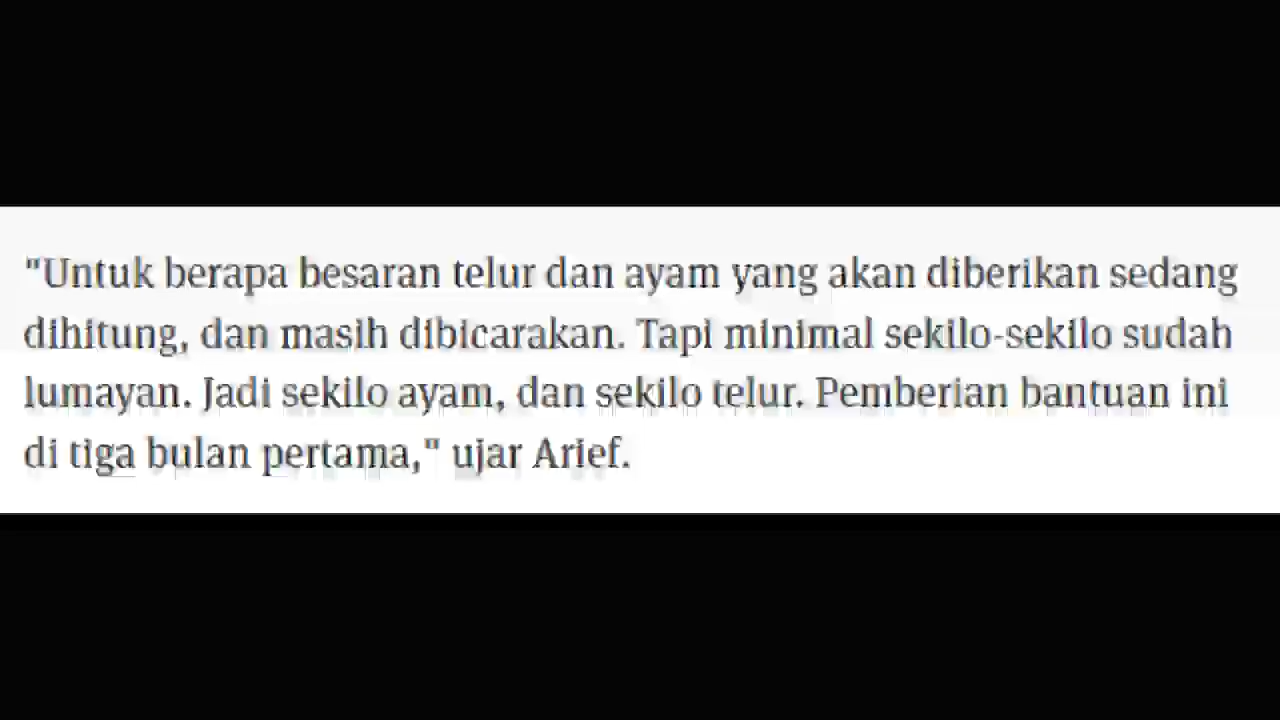 "Untuk berapa besaran telur dan ayam yang akan diberikan sedang
dihitung, dan masih dibicarakan. Tapi minimal sekilo-sekilo sudah
lumayan. Jadi sekilo ayam, dan sekilo telur. Pemberian bantuan ini
di tiga bulan pertama," ujar Arief.